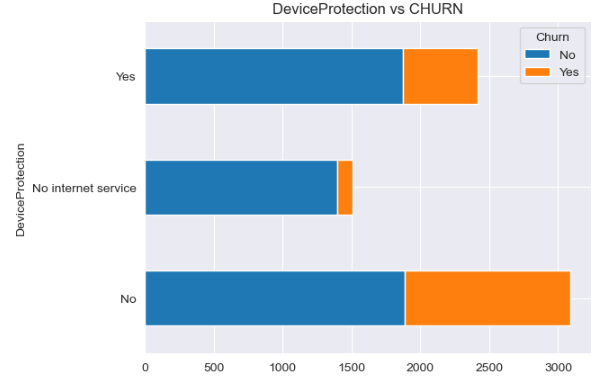 DeviceProtection vs CHURN
Churn
No
Yes
Yes
No internet service
No
DeviceProtection
0 500 1000 1500 2000 2500 3000